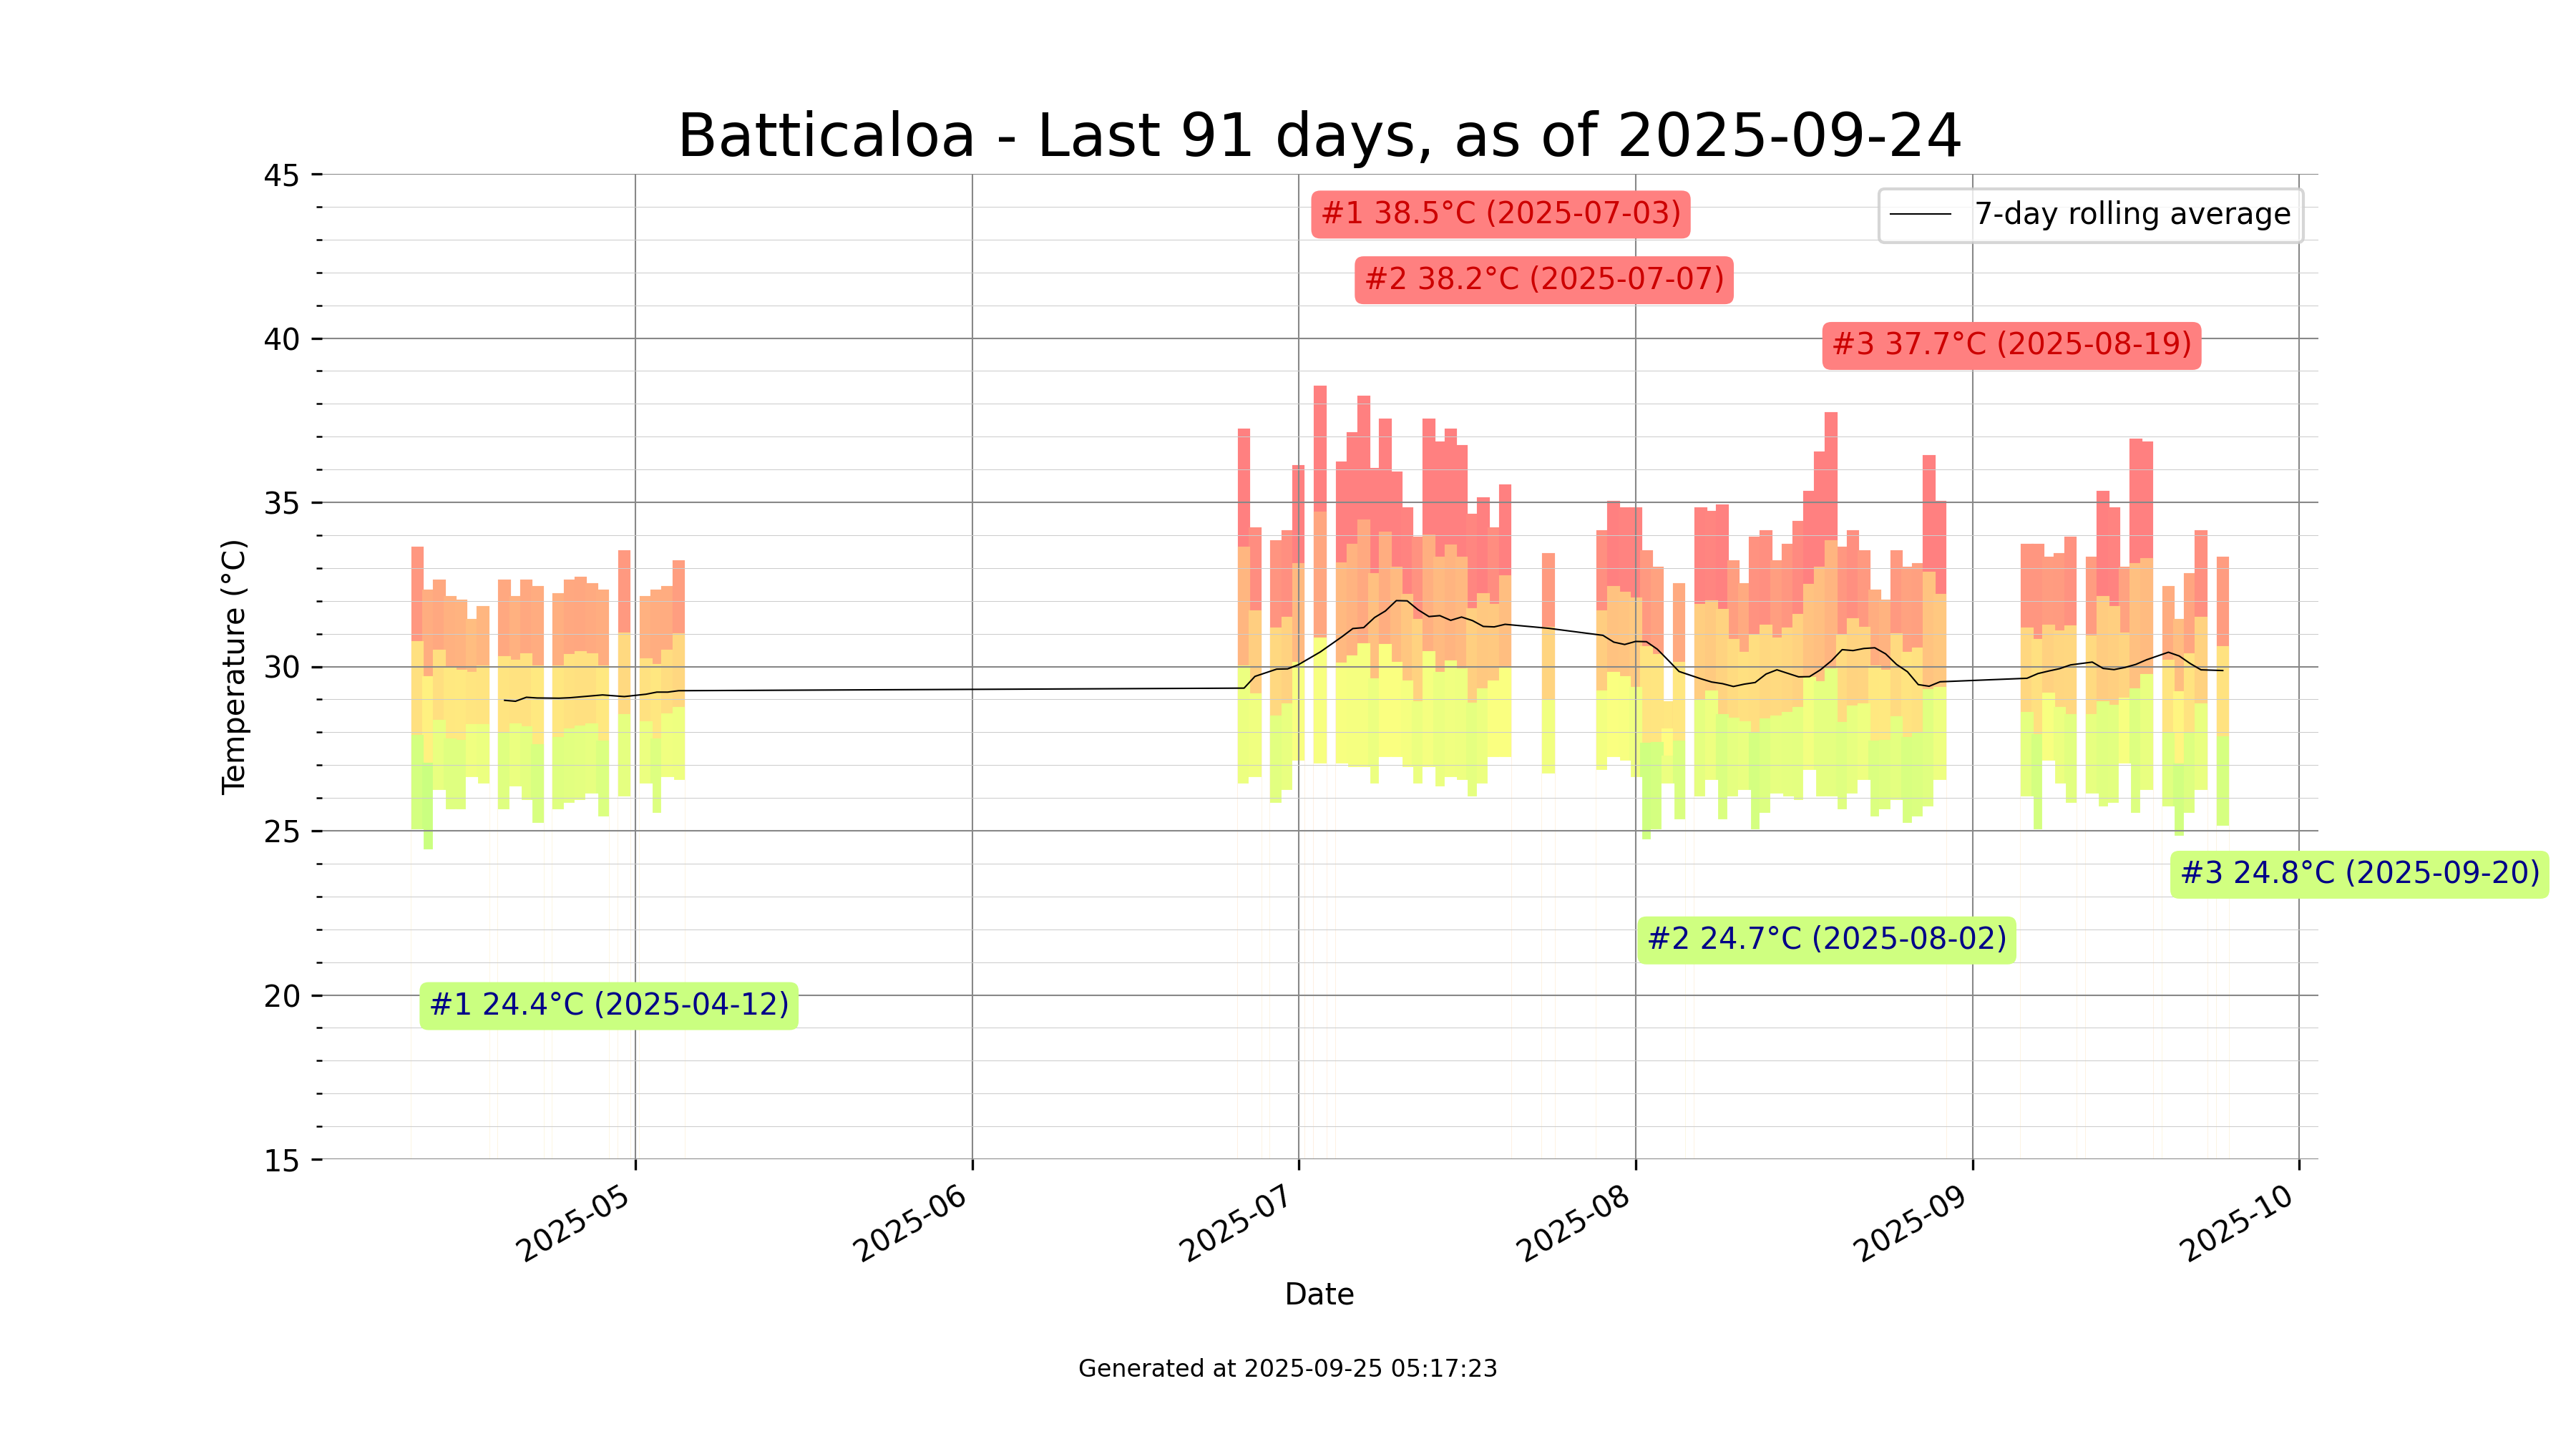 Batticaloa - Last 91 days, as of 2025-09-24
45
40
35
30
25
20
15
Temperature (°C)
7-day rolling average
#1 38.5°C (2025-07-03)
#2 38.2°C (2025-07-07)
#3 37.7°C (2025-08-19)
#3 24.8°C (2025-09-20)
#2 24.7°C (2025-08-02)
#1 24.4°C (2025-04-12)
2025-05
2025-06
2025-07
2025-08
2025-09
2025-10
Date
Generated at 2025-09-25 05:17:23